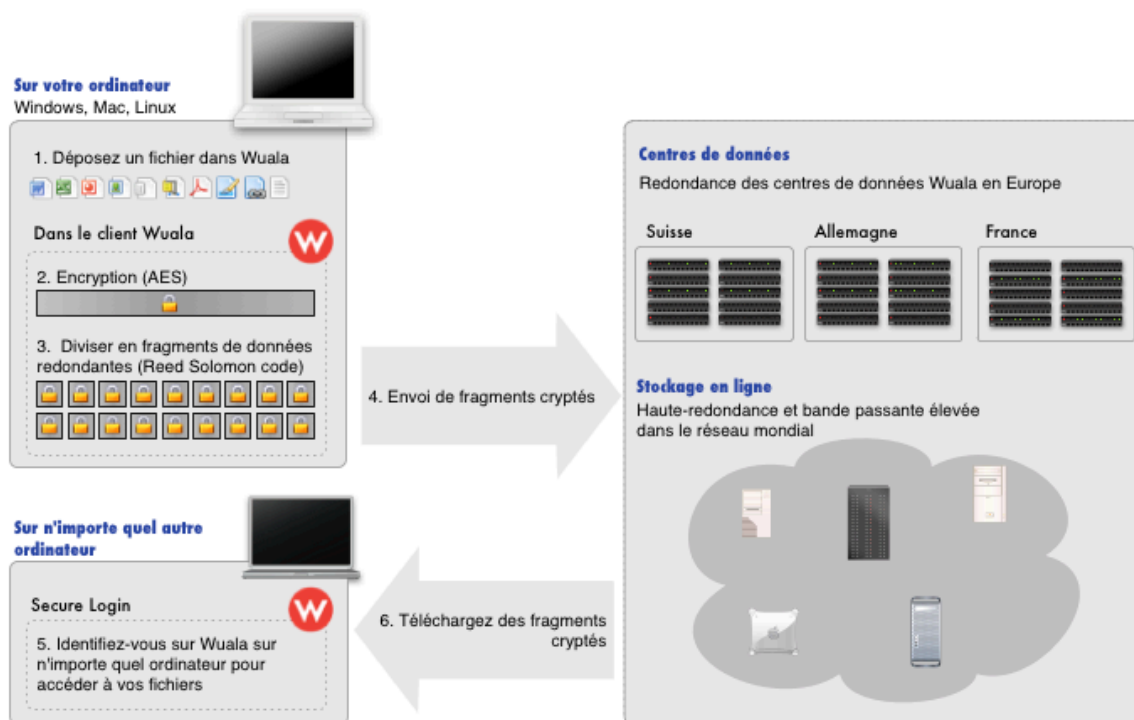 Sur votre ordinateur
Windows, Mac, Linux
1. Déposez un fichier dans Wuala
Dans le client Wuala
W
2. Encryption (AES)
3. Diviser en fragments de données
redondantes (Reed Solomon code)
4. Envoi de fragments cryptés
Centres de données
Redondance des centres de données Wuala en Europe
Suisse
Allemagne
France
Stockage en ligne
Haute-redondance et bande passante élevée
dans le réseau mondial
Sur n'importe quel autre
ordinateur
Secure Login
W
5. Identifiez-vous sur Wuala sur
n'importe quel ordinateur pour
accéder à vos fichiers
6. Téléchargez des fragments
cryptés